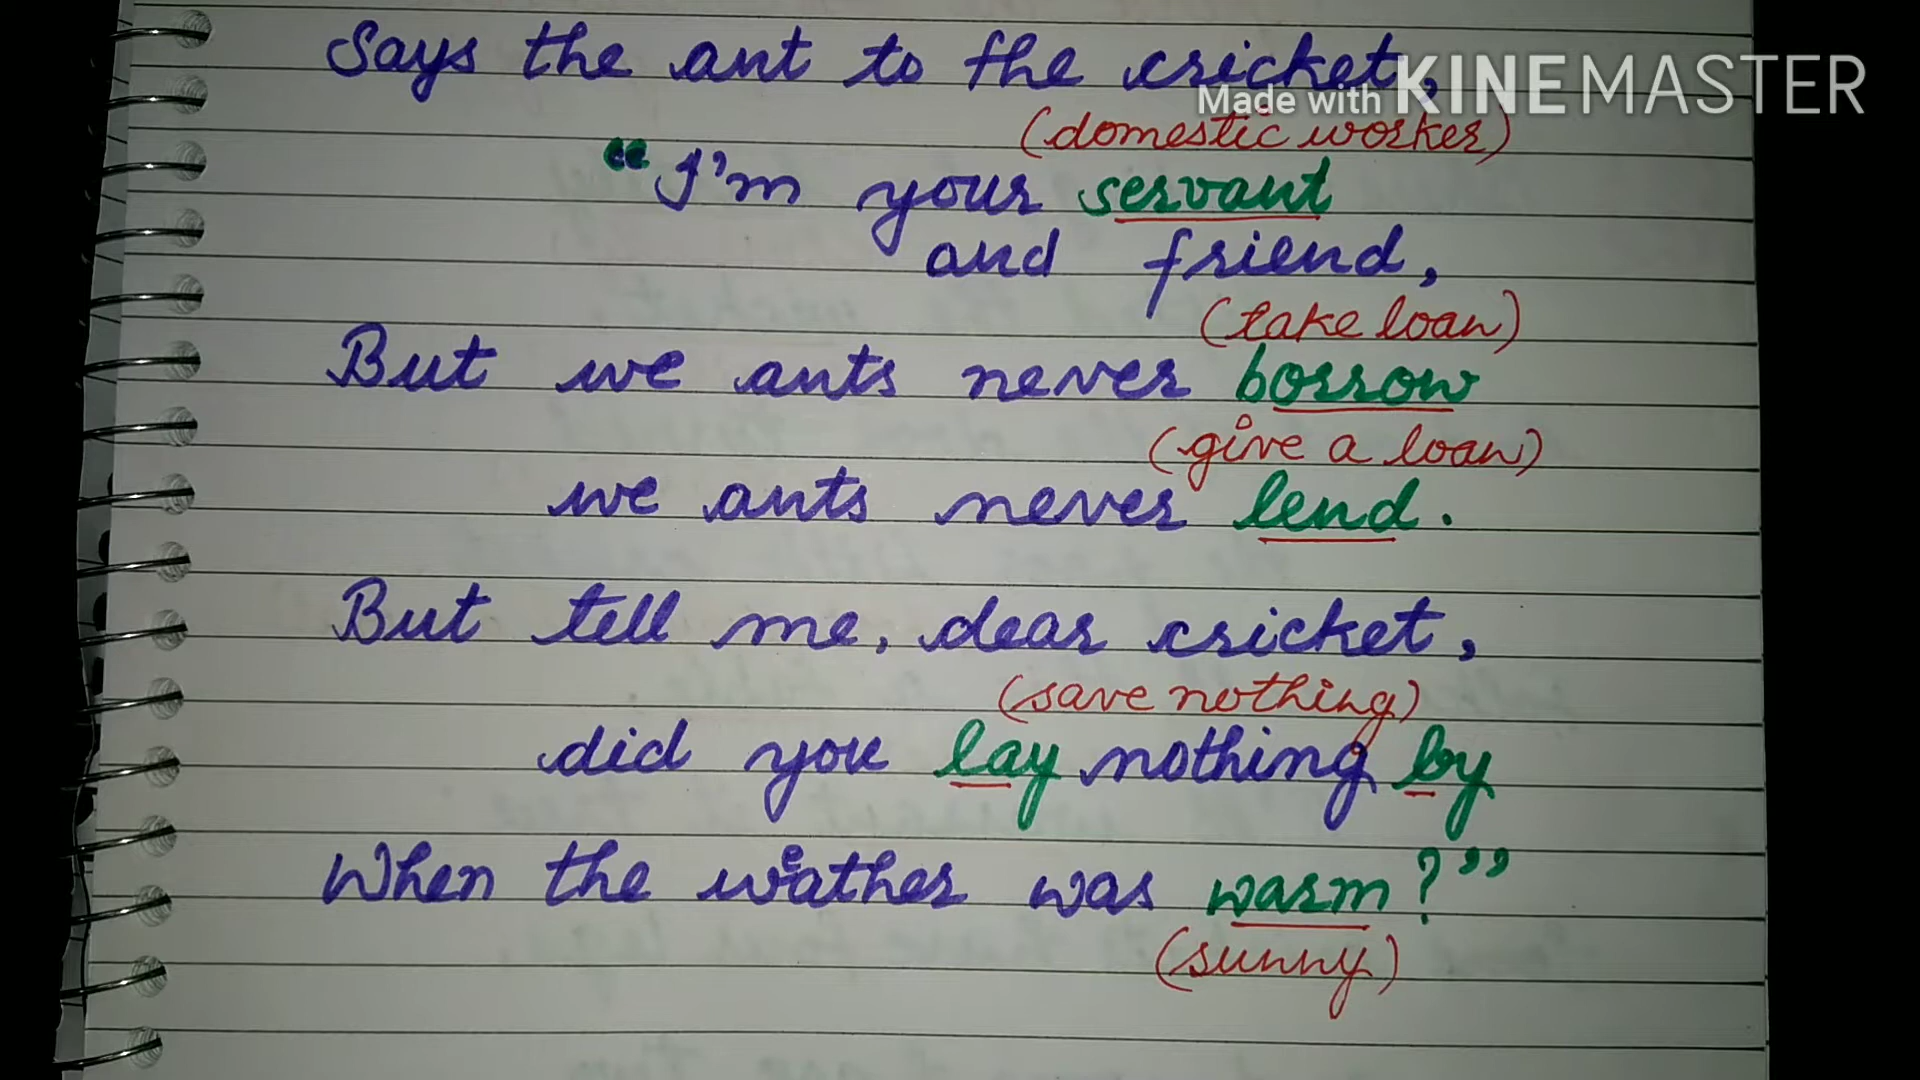 Says the ant to the cricket,
Made with KINEMASTER
(domestic worker)
“I'm your servant
and friend,
(take loan)
But we ants never borrow
(give a loan)
we ants never lend.
But tell me, dear cricket,
(save nothing)
did you lay nothing by
When the weather was warm?”
(sunny)